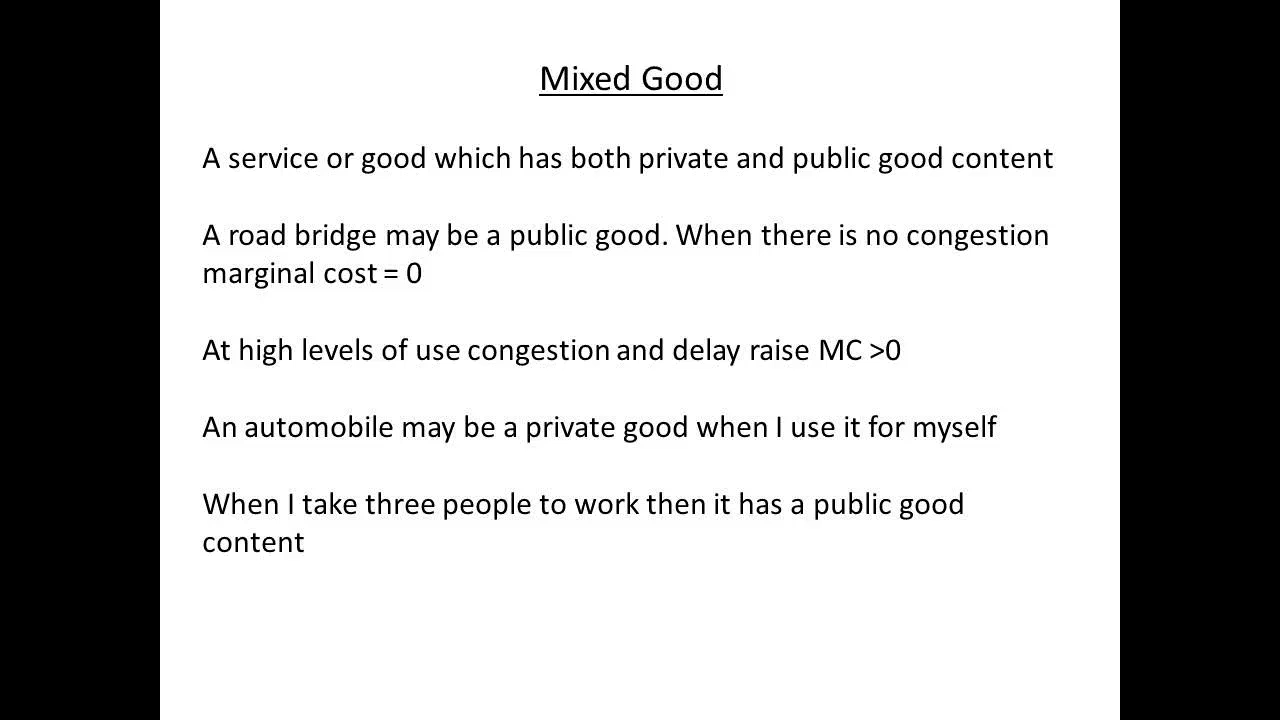 Mixed Good
A service or good which has both private and public good content
A road bridge may be a public good. When there is no congestion
marginal cost = 0
At high levels of use congestion and delay raise MC >0
An automobile may be a private good when I use it for myself
When I take three people to work then it has a public good
content